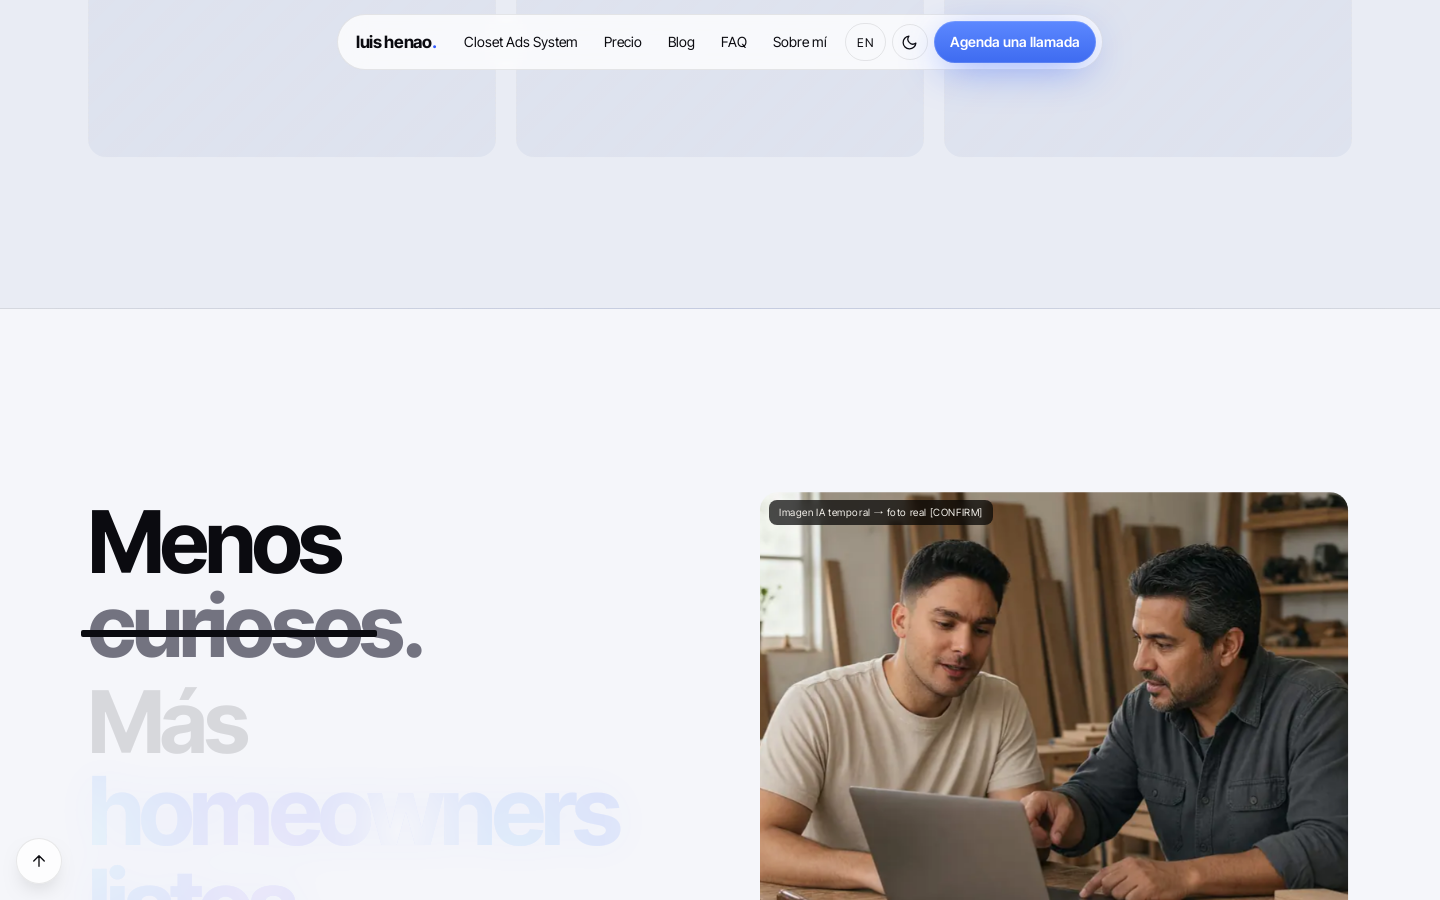 luis henao.
Closet Ads System
Precio
Blog
FAQ
Sobre mí
EN
Agenda una llamada
Menos
curiosos.
Más
homeowners
listos
Imagen IA temporal → foto real [CONFIRM]